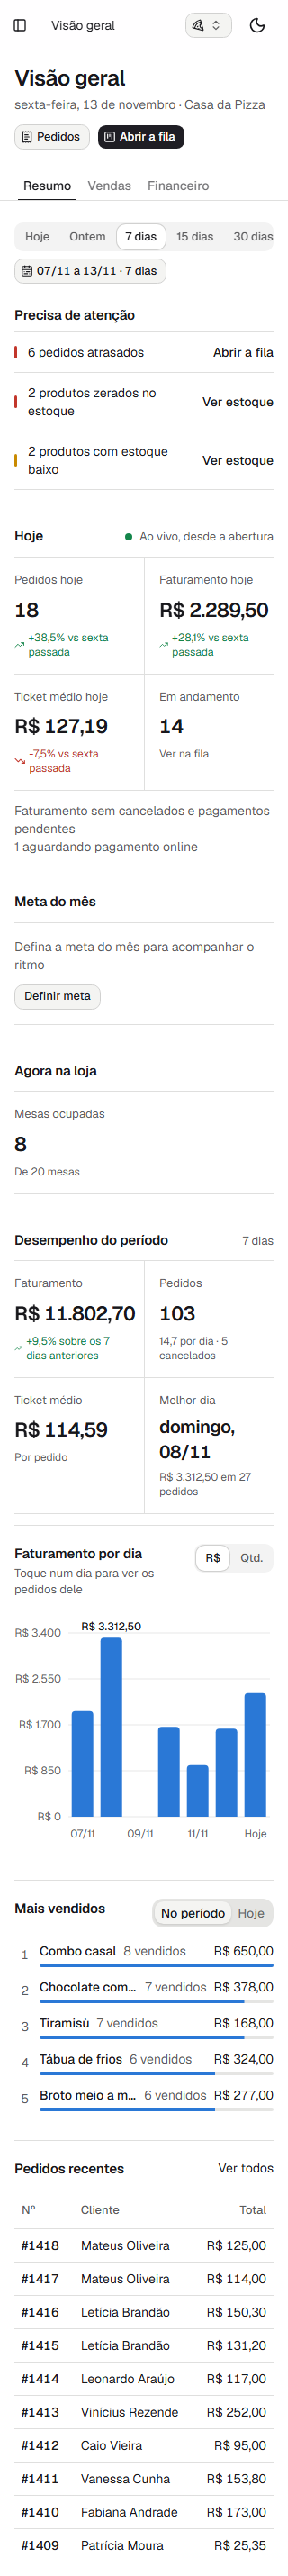 Visão geral
Visão geral
sexta-feira, 13 de novembro · Casa da Pizza
Pedidos
Abrir a fila
Resumo Vendas Financeiro
Hoje Ontem 7 dias 15 dias 30 dias
07/11 a 13/11 · 7 dias
Precisa de atenção
6 pedidos atrasados Abrir a fila
2 produtos zerados no
estoque
Ver estoque
2 produtos com estoque
baixo
Ver estoque
Hoje
Ao vivo, desde a abertura
Pedidos hoje
18
+38,5% vs sexta
passada
Faturamento hoje
R$ 2.289,50
+28,1% vs sexta
passada
Ticket médio hoje
R$ 127,19
-7,5% vs sexta
passada
Em andamento
14
Ver na fila
Faturamento sem cancelados e pagamentos
pendentes
1 aguardando pagamento online
Meta do mês
Defina a meta do mês para acompanhar o
ritmo
Definir meta
Agora na loja
Mesas ocupadas
8
De 20 mesas
Desempenho do período
7 dias
Faturamento
R$ 11.802,70
+9,5% sobre os 7
dias anteriores
Pedidos
103
14,7 por dia · 5
cancelados
Ticket médio
R$ 114,59
Por pedido
Melhor dia
domingo,
08/11
R$ 3.312,50 em 27
pedidos
Faturamento por dia
Toque num dia para ver os
pedidos dele
R$ Qtd.
R$ 3.312,50
R$ 3.400
R$ 2.550
R$ 1.700
R$ 850
R$ 0
07/11 09/11 11/11 Hoje
Mais vendidos
No período Hoje
1 Combo casal 8 vendidos R$ 650,00
2 Chocolate com... 7 vendidos R$ 378,00
3 Tiramisù 7 vendidos R$ 168,00
4 Tábua de frios 6 vendidos R$ 324,00
5 Broto meio a m... 6 vendidos R$ 277,00
Pedidos recentes
Ver todos
N° Cliente Total
#1418 Mateus Oliveira R$ 125,00
#1417 Mateus Oliveira R$ 114,00
#1416 Letícia Brandão R$ 150,30
#1415 Letícia Brandão R$ 131,20
#1414 Leonardo Araújo R$ 117,00
#1413 Vinícius Rezende R$ 252,00
#1412 Caio Vieira R$ 95,00
#1411 Vanessa Cunha R$ 153,80
#1410 Fabiana Andrade R$ 173,00
#1409 Patrícia Moura R$ 25,35